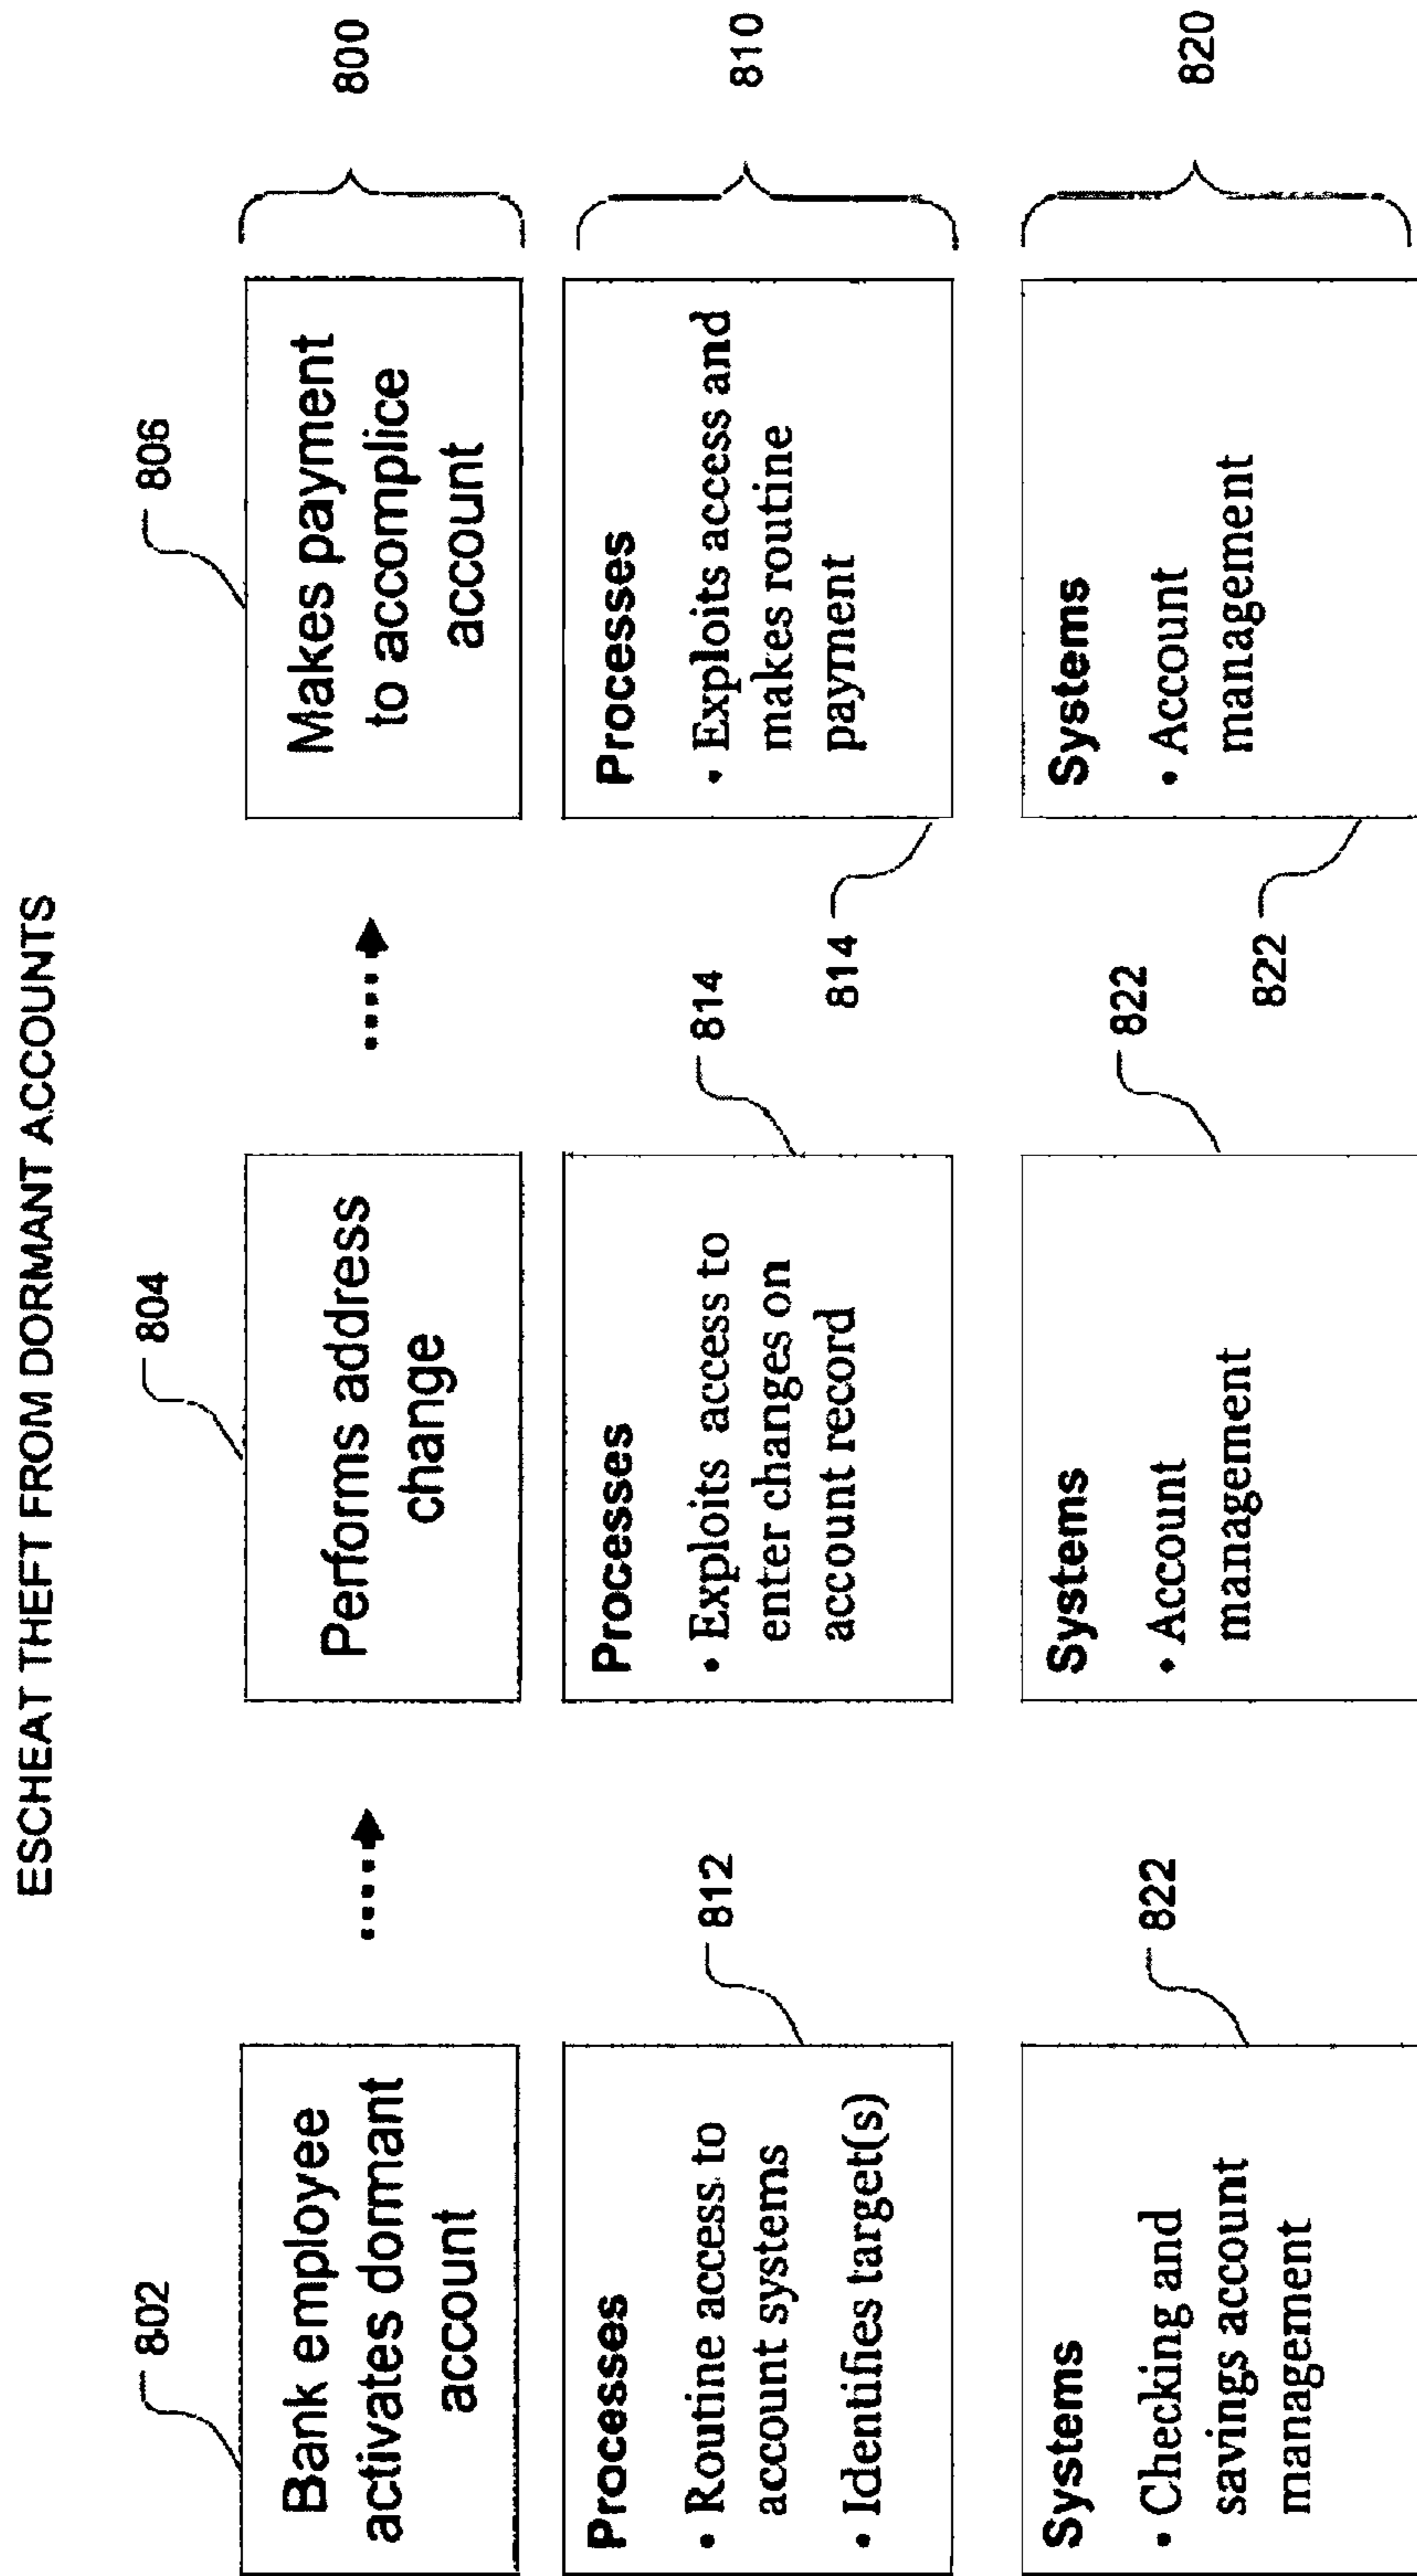 ESCHEAT THEFT FROM DORMANT ACCOUNTS
802
804
806
Bank employee
activates dormant
account
Performs address
change
Makes payment
to accomplice
account
800
Processes
• Routine access to
account systems
• Identifies target(s)
812
Processes
• Exploits access to
enter changes on
account record
814
Processes
• Exploits access and
makes routine
payment
814
810
Systems
• Checking and
savings account
management
822
Systems
• Account
management
822
Systems
• Account
management
822
820